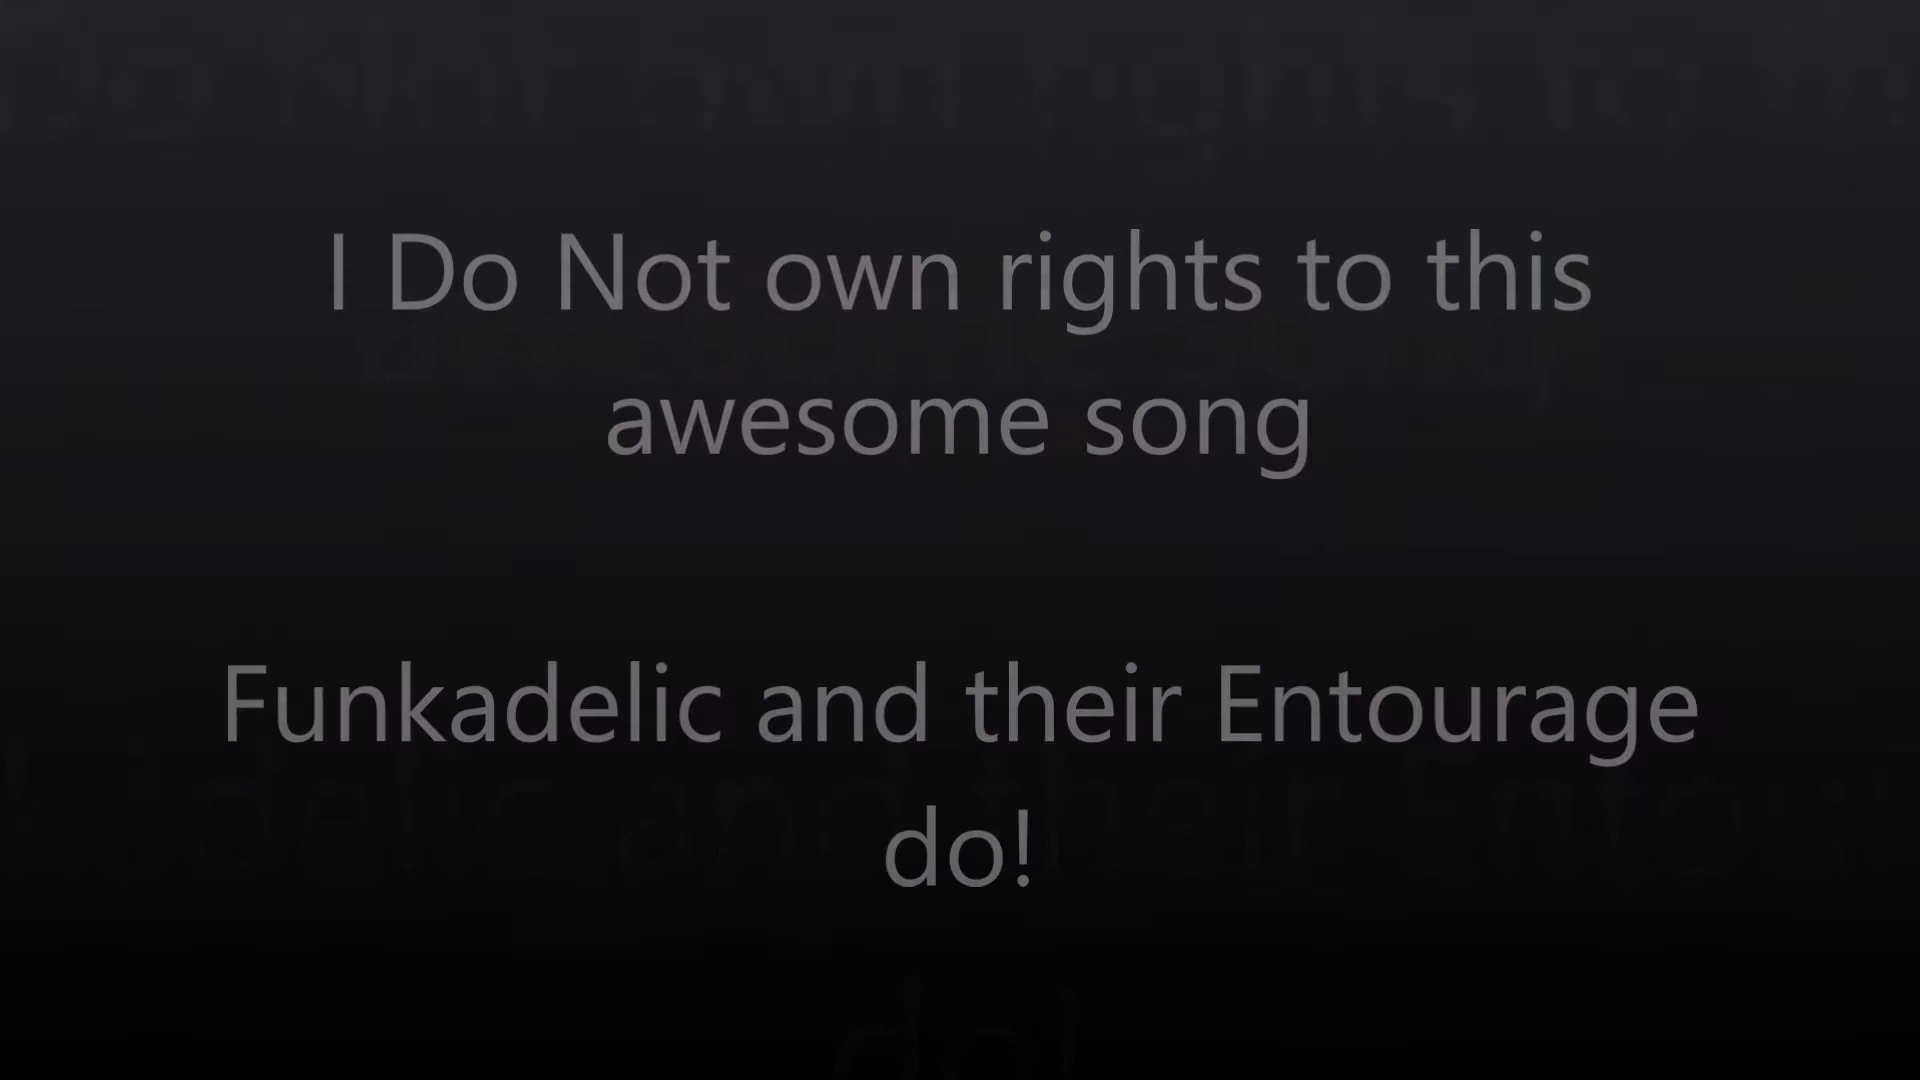 I Do Not own rights to this
awesome song
Funkadelic and their Entourage
do!